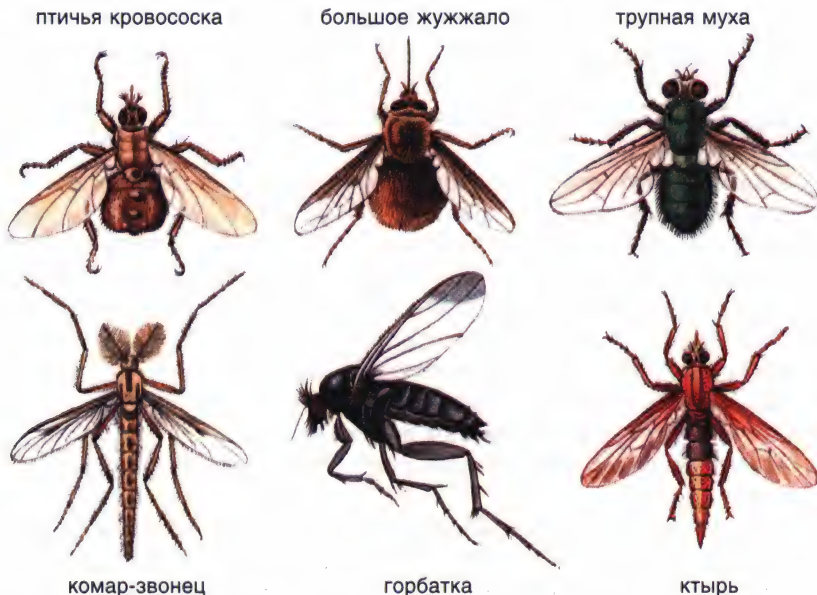 птичья кровососка большое жужжало трупная муха
комар-звонец горбатка ктырь